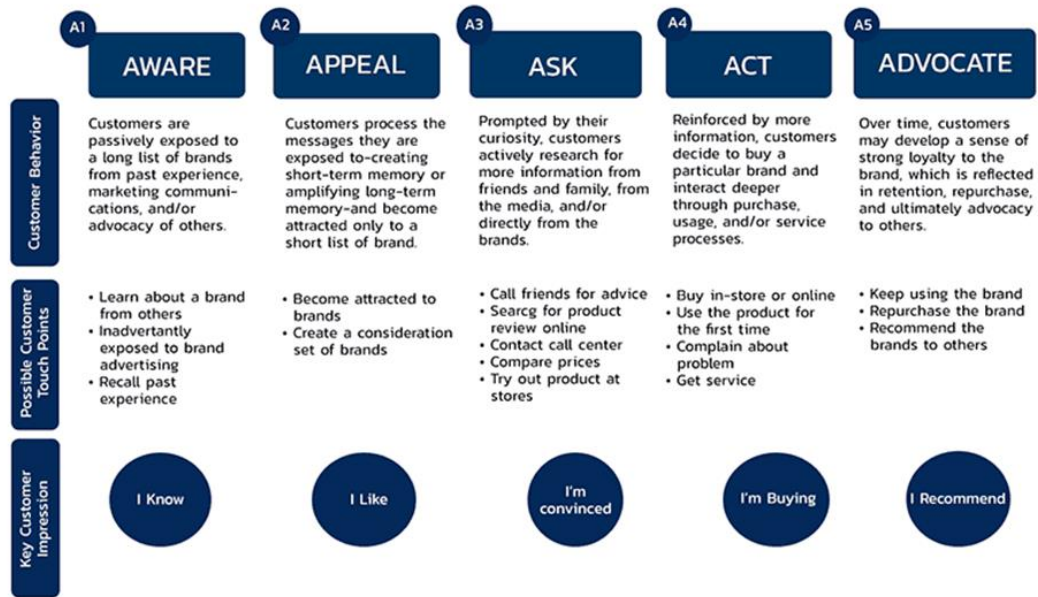 A1
AWARE
A2
APPEAL
A3
ASK
A4
ACT
A5
ADVOCATE
Customer Behavior
Customers are
passively exposed to
a long list of brands
from past experience,
marketing communi-
cations, and/or
advocacy of others.
Customers process the
messages they are
exposed to-creating
short-term memory or
amplifying long-term
memory-and become
attracted only to a
short list of brand.
Prompted by their
curiosity, customers
actively research for
more information from
friends and family, from
the media, and/or
directly from the
brands.
Reinforced by more
information, customers
decide to buy a
particular brand and
interact deeper
through purchase,
usage, and/or service
processes.
Over time, customers
may develop a sense of
strong loyalty to the
brand, which is reflected
in retention, repurchase,
and ultimately advocacy
to others.
Possible Customer
Touch Points
• Learn about a brand
from others
• Inadvertantly
exposed to brand
advertising
• Recall past
experience
• Become attracted to
brands
• Create a consideration
set of brands
• Call friends for advice
• Searcg for product
review online
• Contact call center
• Compare prices
• Try out product at
stores
• Buy in-store or online
• Use the product for
the first time
• Complain about
problem
• Get service
• Keep using the brand
• Repurchase the brand
• Recommend the
brands to others
Key Customer
Impression
I Know
I Like
I'm
convinced
I'm Buying
I Recommend